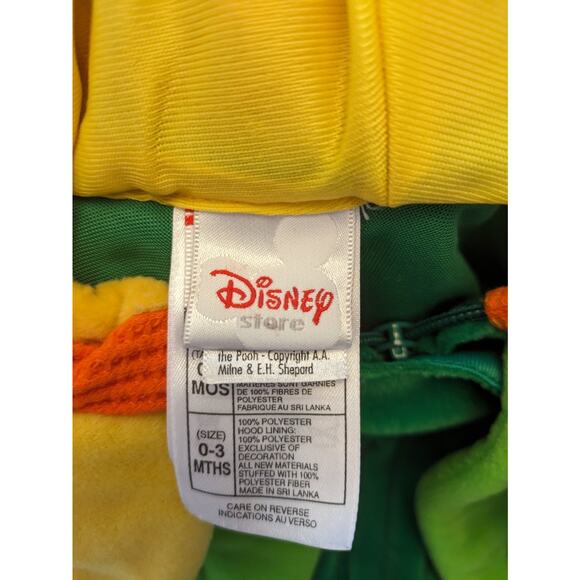 Disney
store
the Pooh - Copyright A.A.
Milne & E.H. Shepard
MOS
MATIERES SONT GARNIES
DE 100% FIBRES DE
POLYESTER
FABRIQUE AU SRI LANKA
(SIZE)
0-3
MTHS
100% POLYESTER
HOOD LINING:
100% POLYESTER
EXCLUSIVE OF
DECORATION
ALL NEW MATERIALS
STUFFED WITH 100%
POLYESTER FIBER
MADE IN SRI LANKA
CARE ON REVERSE
INDICATIONS AU VERSO